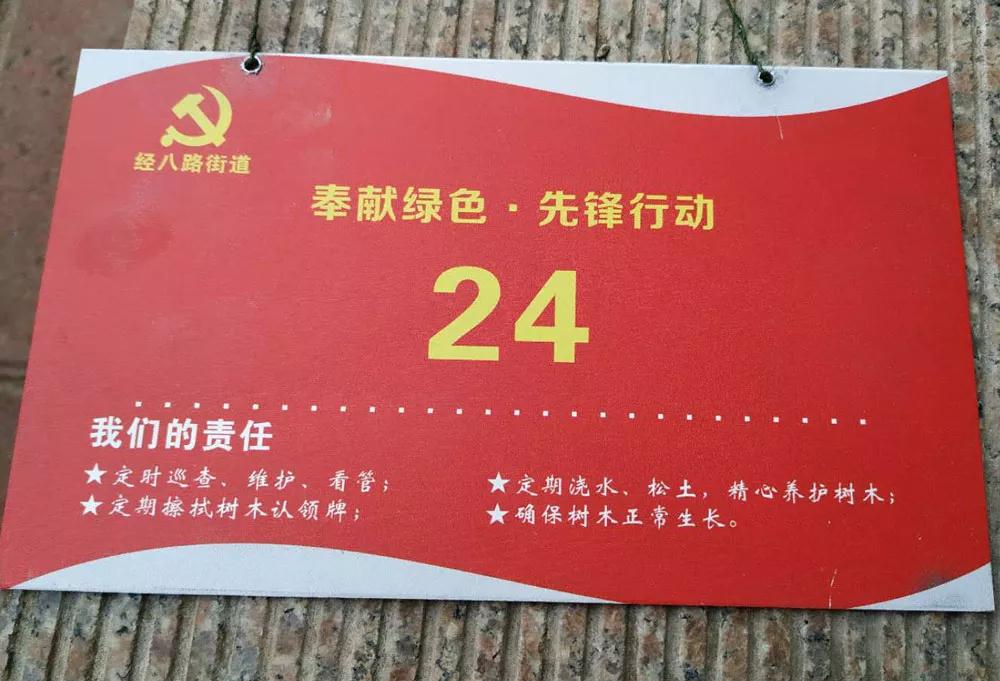 经八路街道
奉献绿色·先锋行动
24
我们的责任
★定时巡查、维护、看管；
★定期擦拭树木认领牌；
★定期浇水、松土，精心养护树木；
★确保树木正常生长。